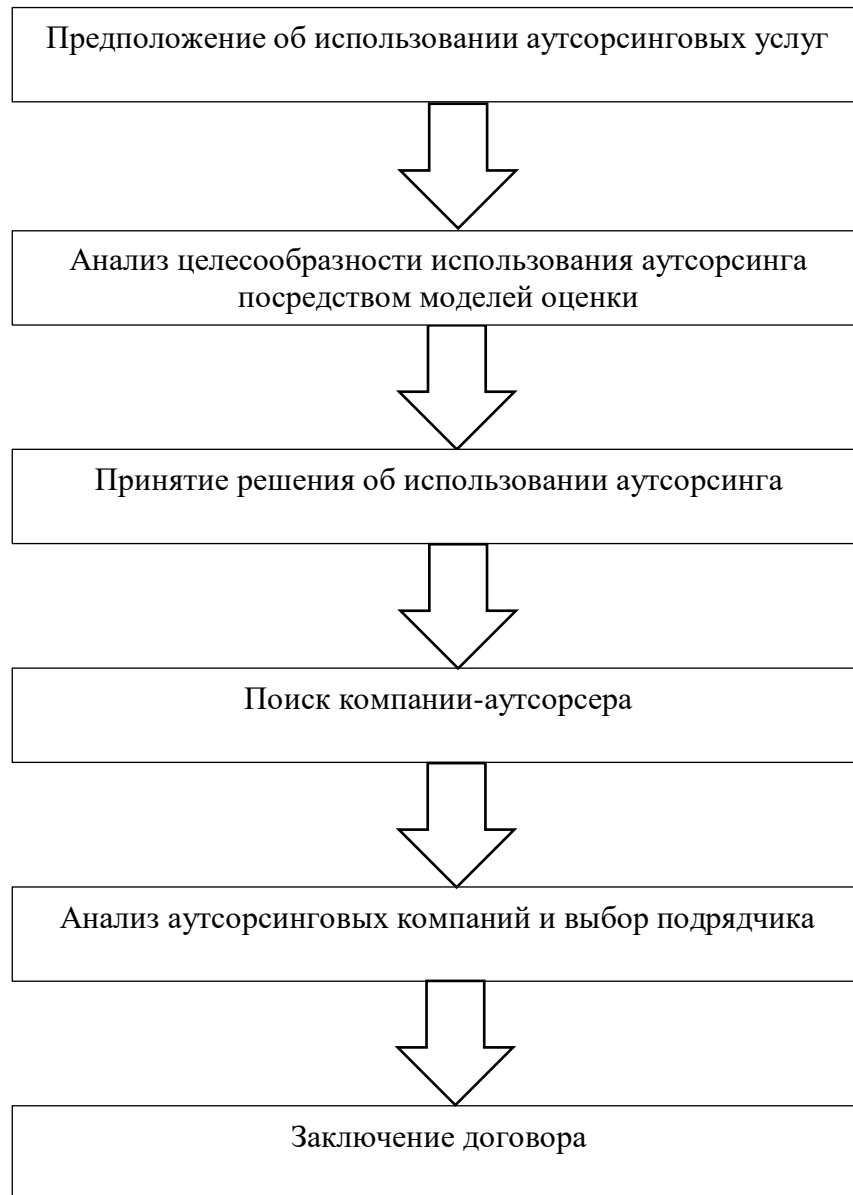 Предположение об использовании аутсорсинговых услуг
Анализ целесообразности использования аутсорсинга
посредством моделей оценки
Принятие решения об использовании аутсорсинга
Поиск компании-аутсорсера
Анализ аутсорсинговых компаний и выбор подрядчика
Заключение договора